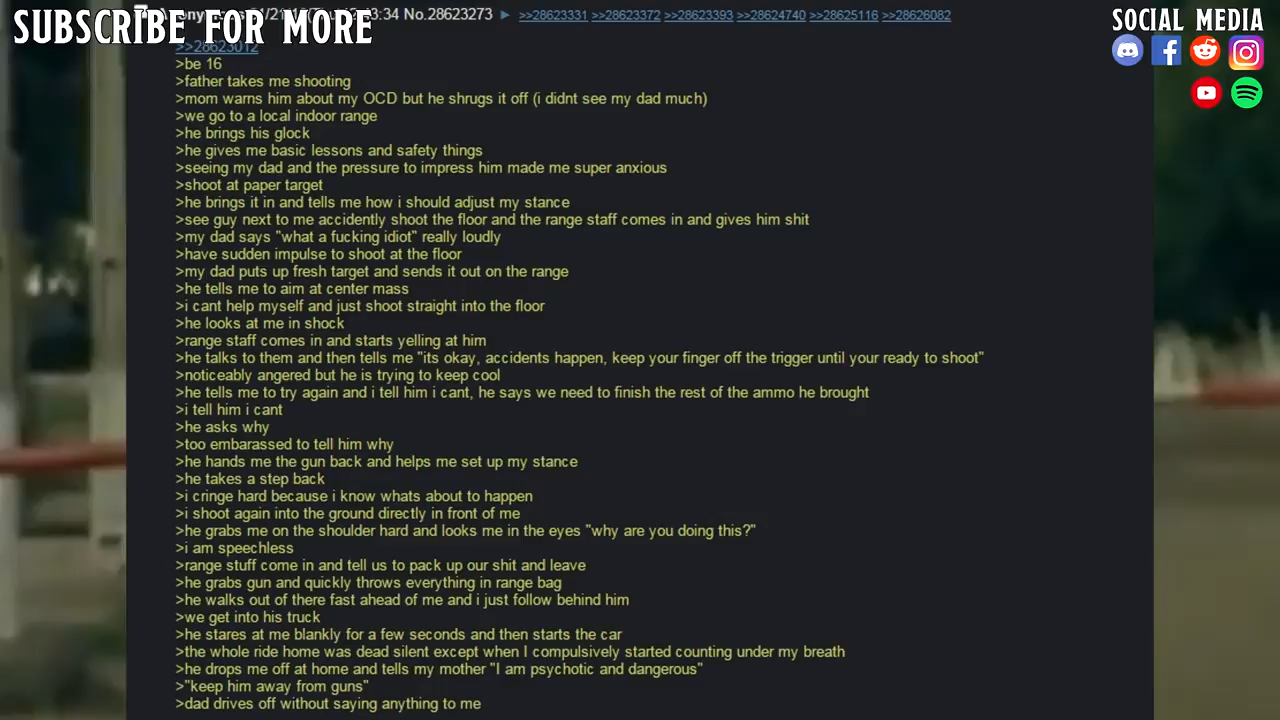 SUBSCRIBE FOR MORE
SOCIAL MEDIA
:34 No.28623273 ► >>28623331 >>28623372 >>28623393 >>28624740 >>28625116 >>28626082
>>28623012
>be 16
>father takes me shooting
>mom warns him about my OCD but he shrugs it off (i didnt see my dad much)
>we go to a local indoor range
>he brings his glock
>he gives me basic lessons and safety things
>seeing my dad and the pressure to impress him made me super anxious
>shoot at paper target
>he brings it in and tells me how i should adjust my stance
>see guy next to me accidently shoot the floor and the range staff comes in and gives him shit
>my dad says "what a fucking idiot" really loudly
>have sudden impulse to shoot at the floor
>my dad puts up fresh target and sends it out on the range
>he tells me to aim at center mass
>i cant help myself and just shoot straight into the floor
>he looks at me in shock
>range staff comes in and starts yelling at him
>he talks to them and then tells me "its okay, accidents happen, keep your finger off the trigger until your ready to shoot"
>noticeably angered but he is trying to keep cool
>he tells me to try again and i tell him i cant, he says we need to finish the rest of the ammo he brought
>i tell him i cant
>he asks why
>too embarassed to tell him why
>he hands me the gun back and helps me set up my stance
>he takes a step back
>i cringe hard because i know whats about to happen
>i shoot again into the ground directly in front of me
>he grabs me on the shoulder hard and looks me in the eyes "why are you doing this?"
>i am speechless
>range stuff come in and tell us to pack up our shit and leave
>he grabs gun and quickly throws everything in range bag
>he walks out of there fast ahead of me and i just follow behind him
>we get into his truck
>he stares at me blankly for a few seconds and then starts the car
>the whole ride home was dead silent except when I compulsively started counting under my breath
>he drops me off at home and tells my mother "I am psychotic and dangerous"
>"keep him away from guns"
>dad drives off without saying anything to me